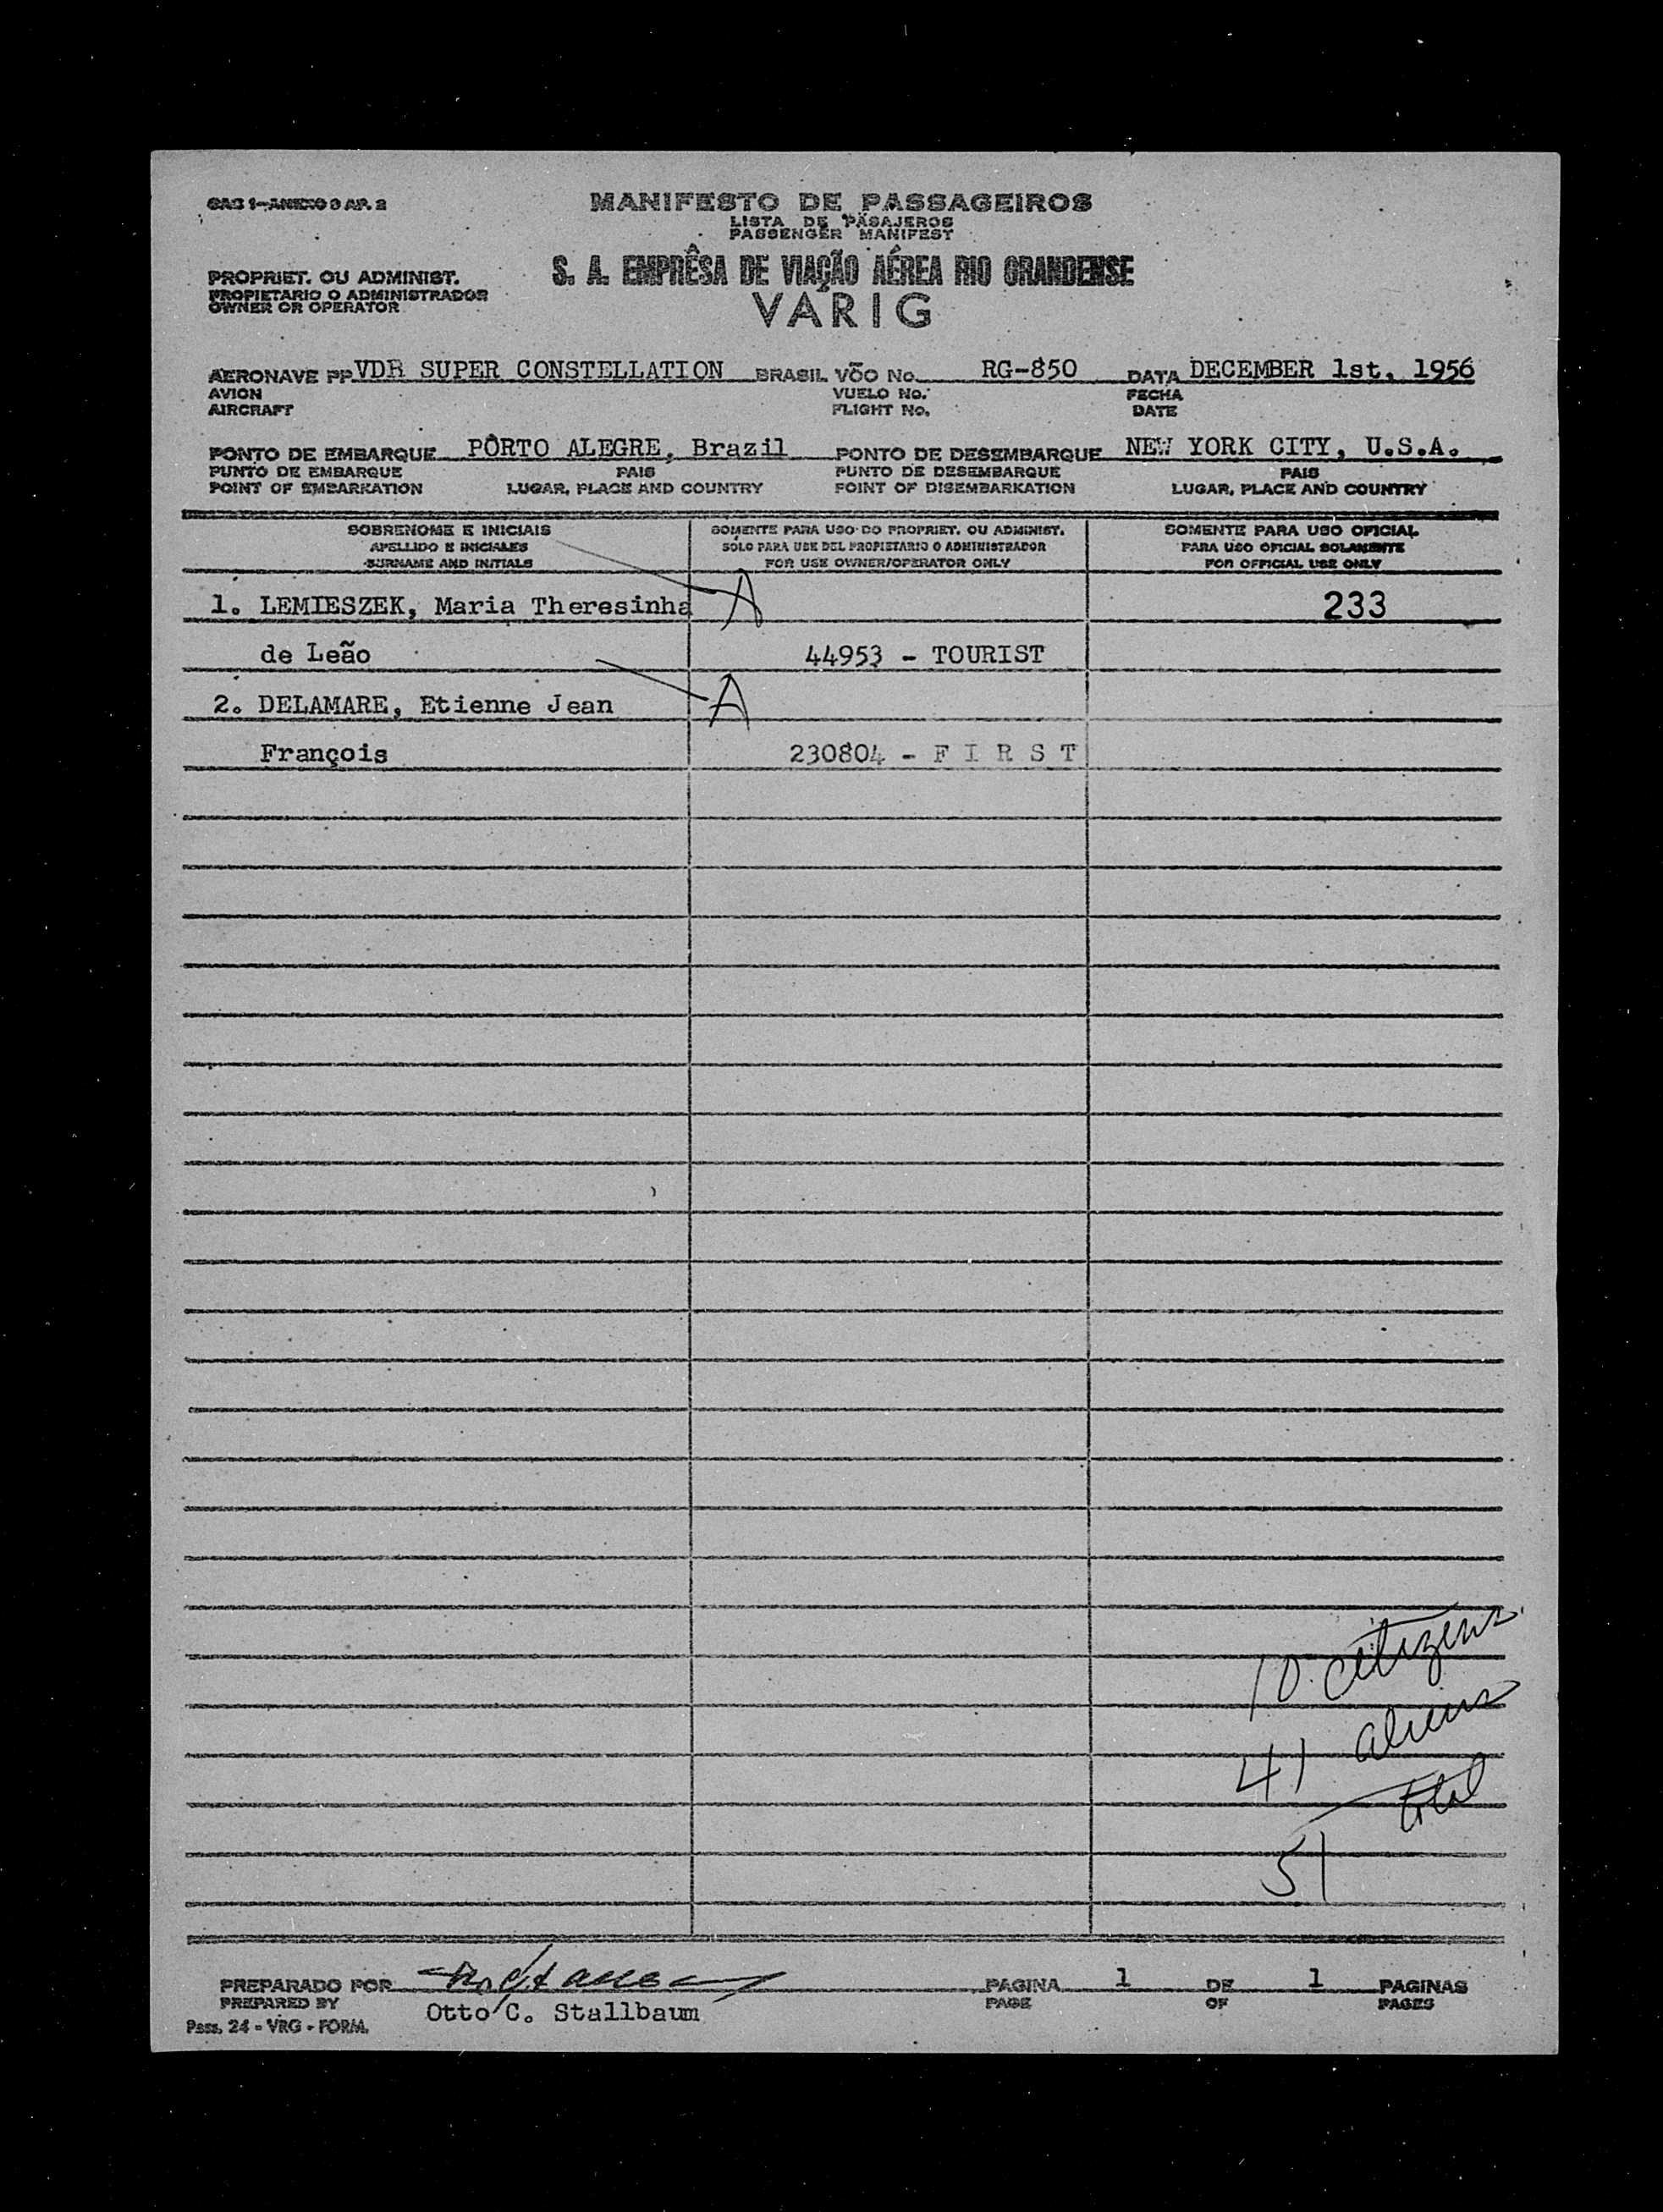 OAC 1-ANEXO 9 AP. 2
MANIFESTO DE PASSAGEIROS
LISTA DE PASAJEROS
PASSENGER MANIFEST
S. A. EMPRÊSA DE VIAÇÃO AÉREA RIO GRANDENSE
VARIG
PROPRIET. OU ADMINIST.
PROPIETARIO O ADMINISTRADOR
OWNER OR OPERATOR
AERONAVE PP VDR SUPER CONSTELLATION BRASIL VÔO No. RG-850 DATA DECEMBER 1st, 1956
AVION VUELO No. FECHA
AIRCRAFT FLIGHT No. DATE
PONTO DE EMBARQUE PÔRTO ALEGRE, Brazil PONTO DE DESEMBARQUE NEW YORK CITY, U.S.A.
PUNTO DE EMBARQUE PAIS PUNTO DE DESEMBARQUE PAIS
POINT OF EMBARKATION LUGAR, PLACE AND COUNTRY POINT OF DISEMBARKATION LUGAR, PLACE AND COUNTRY
SOBRENOME E INICIAIS SOMENTE PARA USO DO PROPRIET. OU ADMINIST. SOMENTE PARA USO OFICIAL
APELLIDO E INICIALES SÓLO PARA USE DEL PROPIETARIO O ADMINISTRADOR PARA USO OFICIAL SOLAMENTE
SURNAME AND INITIALS FOR USE OWNER/OPERATOR ONLY FOR OFFICIAL USE ONLY
1. LEMIESZEK, Maria Theresinha A 233
de Leão 44953 - TOURIST
2. DELAMARE, Etienne Jean A
François 230804 - F I R S T
10 citizens
41 aliens
51 total
PREPARADO POR PAGINA 1 DE 1 PAGINAS
PREPARED BY Otto C. Stallbaum PAGE OF PAGES
Pass. 24 - VRG - FORM.